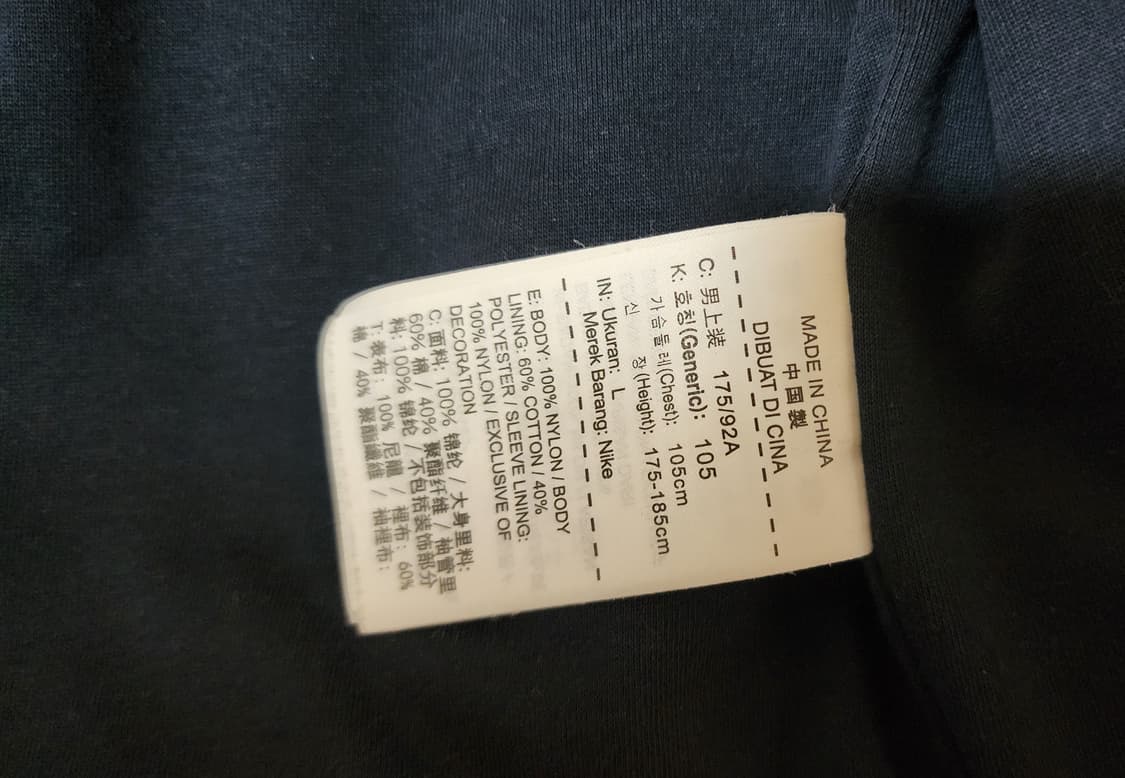 MADE IN CHINA
中国製
DIBUAT DI CINA
C: 男上装 175/92A
K: 호칭(Generic): 105
가슴둘레(Chest): 105cm
신 장(Height): 175-185cm
IN: Ukuran: L
Merek Barang: Nike
E: BODY: 100% NYLON / BODY
LINING: 60% COTTON / 40%
POLYESTER / SLEEVE LINING:
100% NYLON / EXCLUSIVE OF
DECORATION
C: 面料: 100% 锦纶 / 大身里料:
60% 棉 / 40% 聚酯纤维 / 袖管里
料: 100% 锦纶 / 不包括装饰部分
T: 表布: 100% 尼龍 / 裡布: 60%
棉 / 40% 聚酯纖維 / 袖裡布: